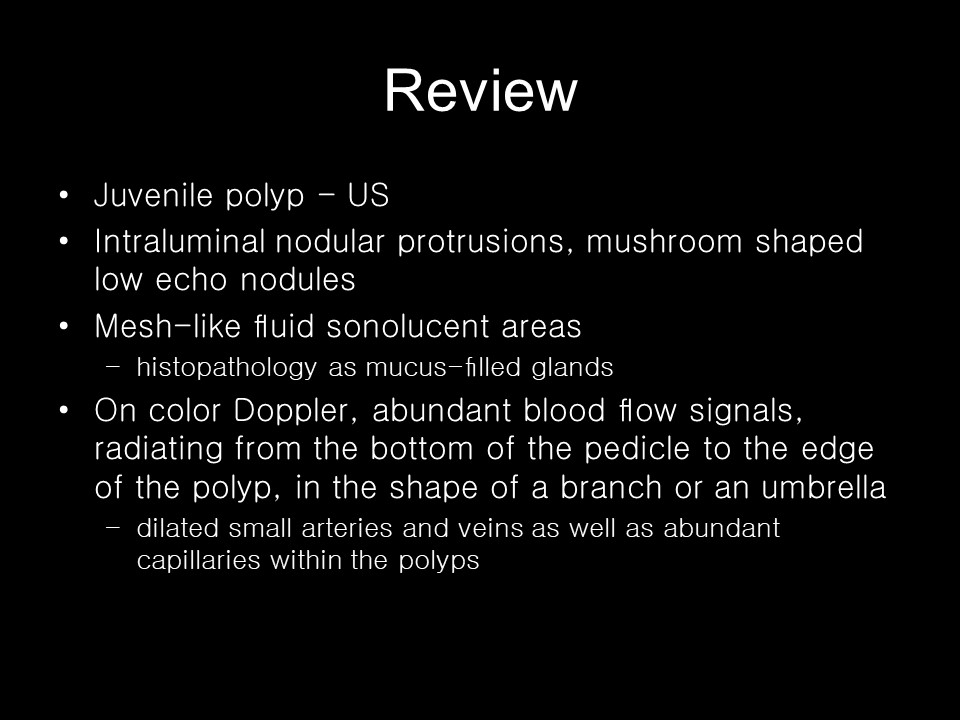 Review
• Juvenile polyp - US
• Intraluminal nodular protrusions, mushroom shaped
low echo nodules
• Mesh-like fluid sonolucent areas
- histopathology as mucus-filled glands
• On color Doppler, abundant blood flow signals,
radiating from the bottom of the pedicle to the edge
of the polyp, in the shape of a branch or an umbrella
- dilated small arteries and veins as well as abundant
capillaries within the polyps